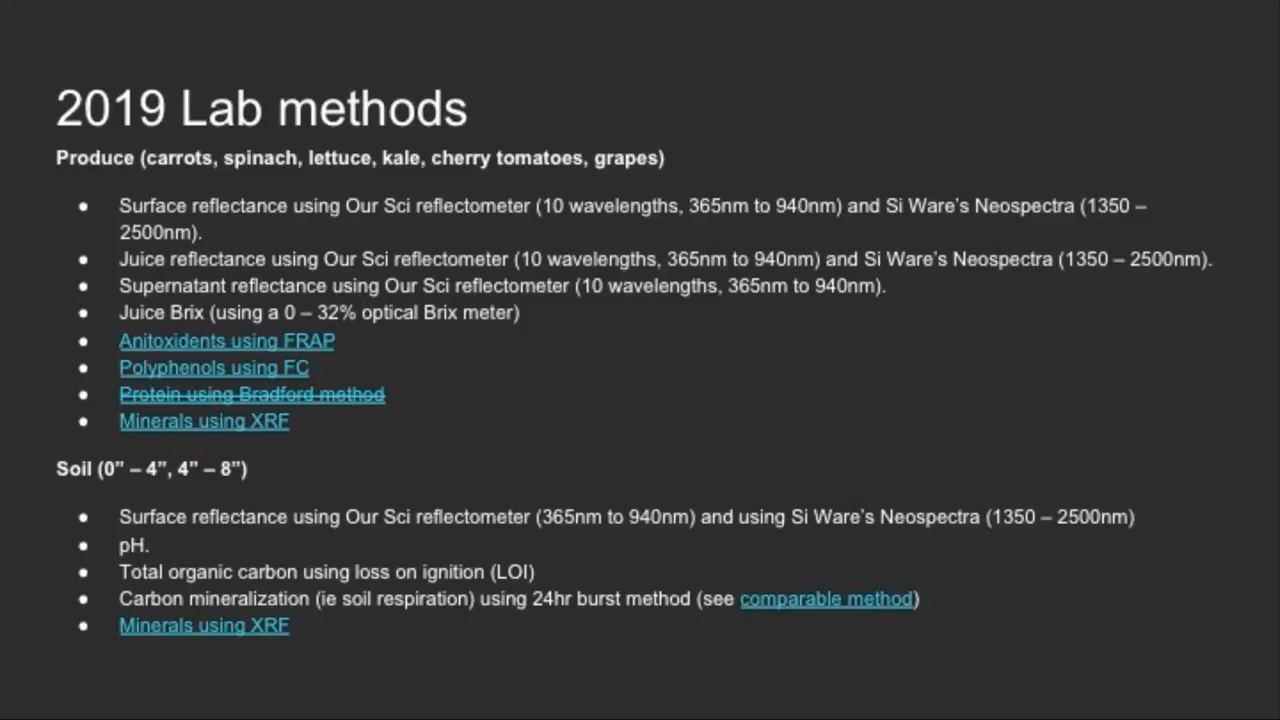 2019 Lab methods
Produce (carrots, spinach, lettuce, kale, cherry tomatoes, grapes)
● Surface reflectance using Our Sci reflectometer (10 wavelengths, 365nm to 940nm) and Si Ware’s Neospectra (1350 –
2500nm).
● Juice reflectance using Our Sci reflectometer (10 wavelengths, 365nm to 940nm) and Si Ware’s Neospectra (1350 – 2500nm).
● Supernatant reflectance using Our Sci reflectometer (10 wavelengths, 365nm to 940nm).
● Juice Brix (using a 0 – 32% optical Brix meter)
● Anitoxidents using FRAP
● Polyphenols using FC
● Protein using Bradford method
● Minerals using XRF
Soil (0” – 4”, 4” – 8”)
● Surface reflectance using Our Sci reflectometer (365nm to 940nm) and using Si Ware’s Neospectra (1350 – 2500nm)
● pH.
● Total organic carbon using loss on ignition (LOI)
● Carbon mineralization (ie soil respiration) using 24hr burst method (see comparable method)
● Minerals using XRF